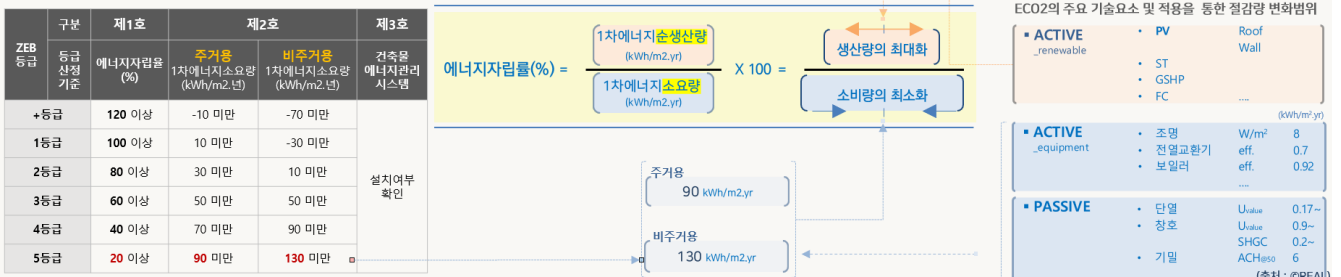 ZEB
등급
구분
제1호
제2호
제3호
등급
산정
기준
에너지자립률
(%)
주거용
1차에너지소요량
(kWh/m2.년)
비주거용
1차에너지소요량
(kWh/m2.년)
건축물
에너지관리
시스템
+등급 120 이상 -10 미만 -70 미만
1등급 100 이상 10 미만 -30 미만
2등급 80 이상 30 미만 10 미만
3등급 60 이상 50 미만 50 미만
4등급 40 이상 70 미만 90 미만
5등급 20 이상 90 미만 130 미만
설치여부
확인
에너지자립률(%) =
1차에너지순생산량
(kWh/m2.yr)
1차에너지소요량
(kWh/m2.yr)
X 100 =
생산량의 최대화
소비량의 최소화
주거용
90 kWh/m2.yr
비주거용
130 kWh/m2.yr
ECO2의 주요 기술요소 및 적용을 통한 절감량 변화범위
▪ ACTIVE
_renewable
• PV Roof
Wall
• ST
• GSHP
• FC ....
(kWh/m².yr)
▪ ACTIVE
_equipment
• 조명 W/m² 8
• 전열교환기 eff. 0.7
• 보일러 eff. 0.92
....
▪ PASSIVE
• 단열 Uvalue 0.17~
• 창호 Uvalue 0.9~
SHGC 0.2~
• 기밀 ACH@50 6
(출처 : ©REAL)